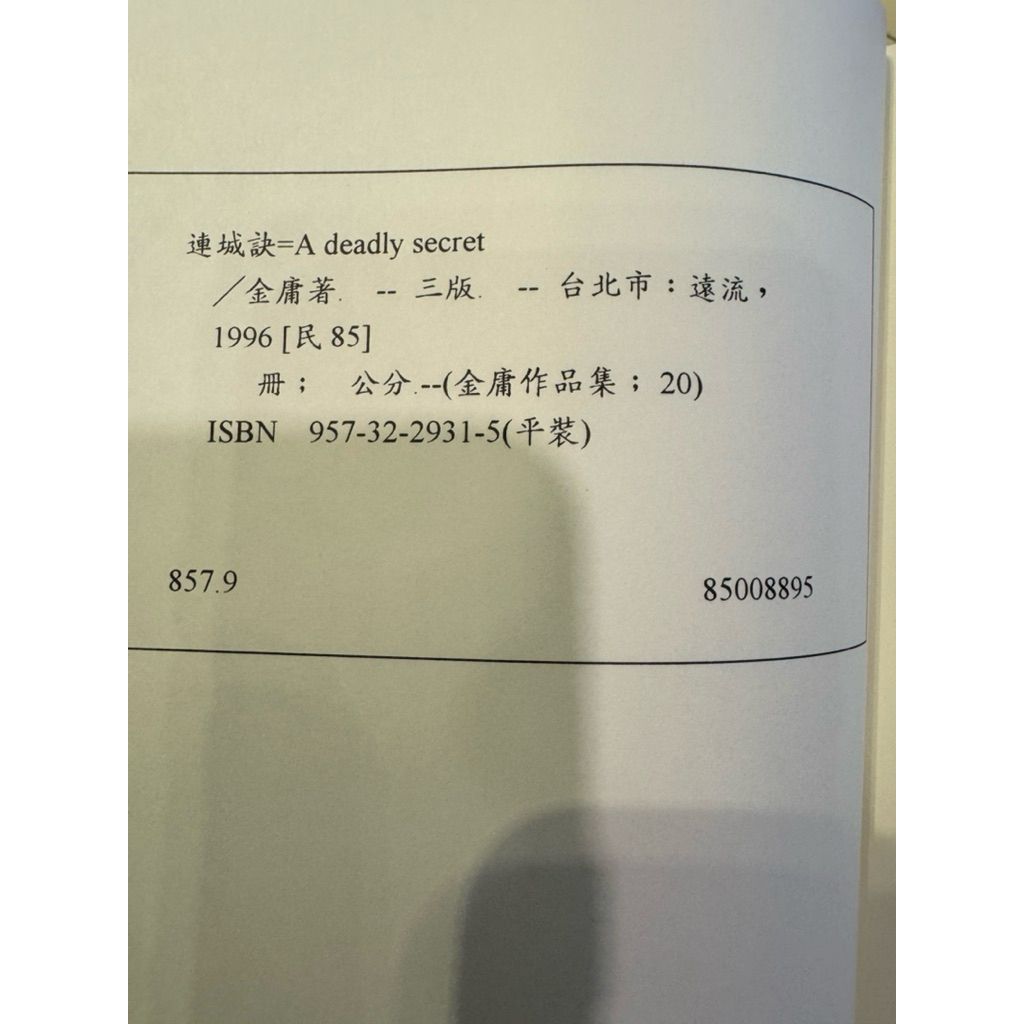 連城訣=A deadly secret
／金庸著. -- 三版. -- 台北市：遠流，
1996 [民 85]
冊； 公分.--(金庸作品集； 20)
ISBN 957-32-2931-5(平裝)
857.9 85008895